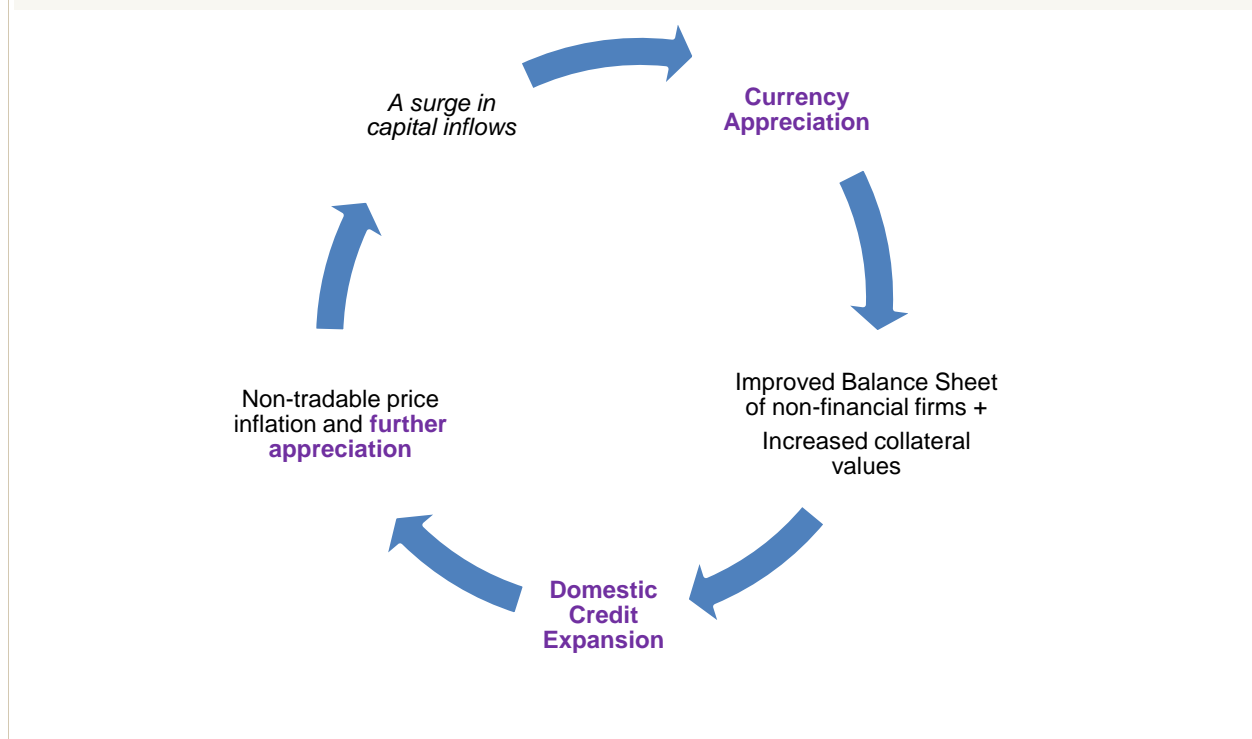 A surge in
capital inflows
Currency
Appreciation
Improved Balance Sheet
of non-financial firms +
Increased collateral
values
Domestic
Credit
Expansion
Non-tradable price
inflation and further
appreciation